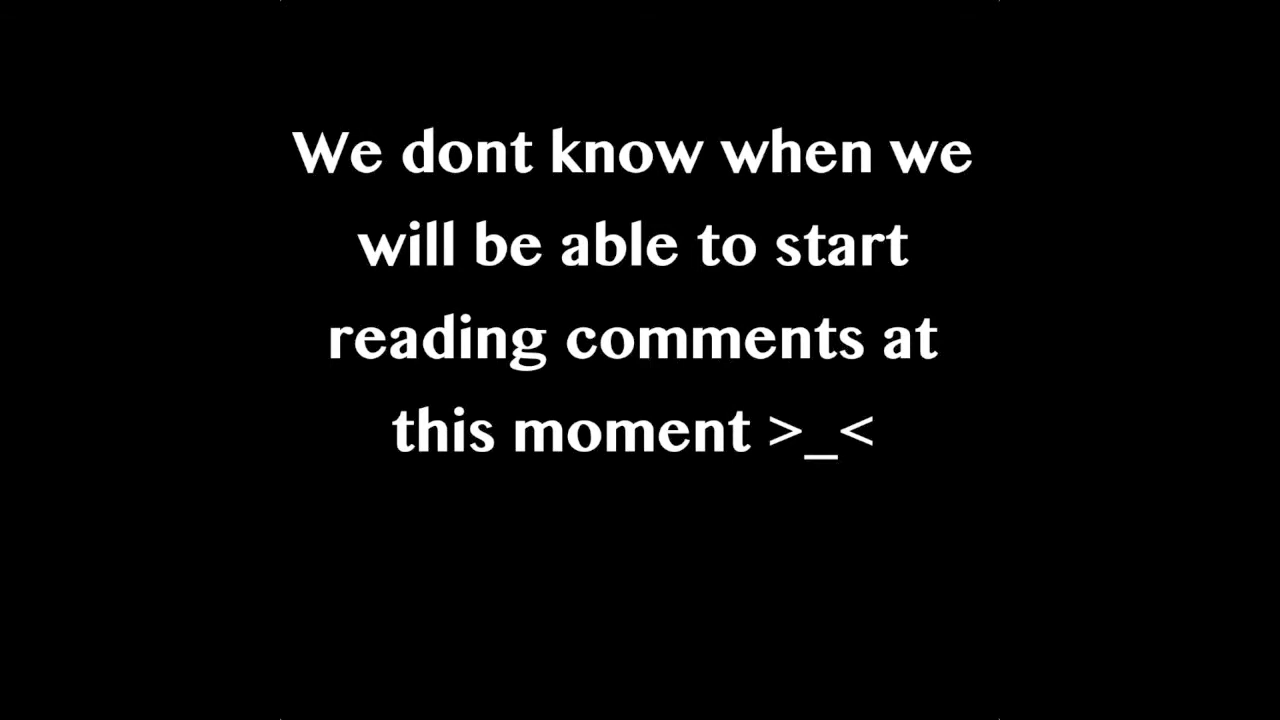 We dont know when we
will be able to start
reading comments at
this moment >_<